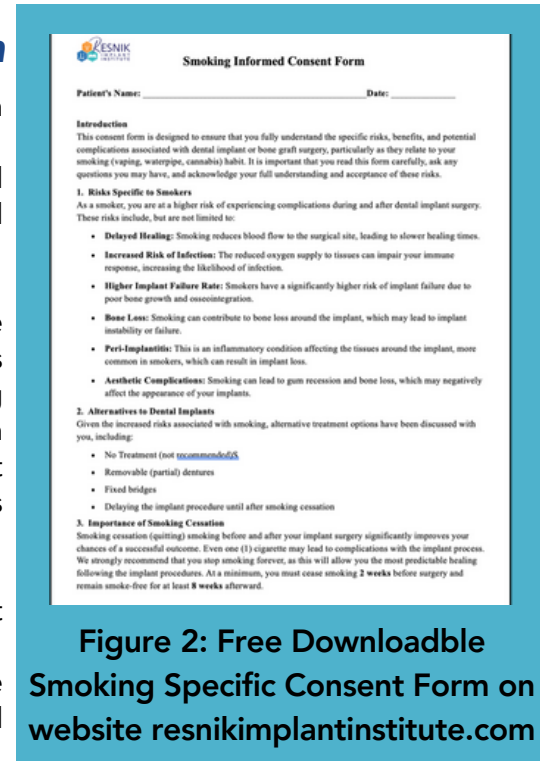 RESNIK
IMPLANT
INSTITUTE
Smoking Informed Consent Form
Patient's Name: ______________________ Date: ____________
Introduction
This consent form is designed to ensure that you fully understand the specific risks, benefits, and potential
complications associated with dental implant or bone graft surgery, particularly as they relate to your
smoking (vaping, waterpipe, cannabis) habit. It is important that you read this form carefully, ask any
questions you may have, and acknowledge your full understanding and acceptance of these risks.
1. Risks Specific to Smokers
As a smoker, you are at a higher risk of experiencing complications during and after dental implant surgery.
These risks include, but are not limited to:
• Delayed Healing: Smoking reduces blood flow to the surgical site, leading to slower healing times.
• Increased Risk of Infection: The reduced oxygen supply to tissues can impair your immune
response, increasing the likelihood of infection.
• Higher Implant Failure Rate: Smokers have a significantly higher risk of implant failure due to
poor bone growth and osseointegration.
• Bone Loss: Smoking can contribute to bone loss around the implant, which may lead to implant
instability or failure.
• Peri-Implantitis: This is an inflammatory condition affecting the tissues around the implant, more
common in smokers, which can result in implant loss.
• Aesthetic Complications: Smoking can lead to gum recession and bone loss, which may negatively
affect the appearance of your implants.
2. Alternatives to Dental Implants
Given the increased risks associated with smoking, alternative treatment options have been discussed with
you, including:
• No Treatment (not recommended)S
• Removable (partial) dentures
• Fixed bridges
• Delaying the implant procedure until after smoking cessation
3. Importance of Smoking Cessation
Smoking cessation (quitting) smoking before and after your implant surgery significantly improves your
chances of a successful outcome. Even one (1) cigarette may lead to complications with the implant process.
We strongly recommend that you stop smoking forever, as this will allow you the most predictable healing
following the implant procedures. At a minimum, you must cease smoking 2 weeks before surgery and
remain smoke-free for at least 8 weeks afterward.
Figure 2: Free Downloadble
Smoking Specific Consent Form on
website resnikimplantinstitute.com